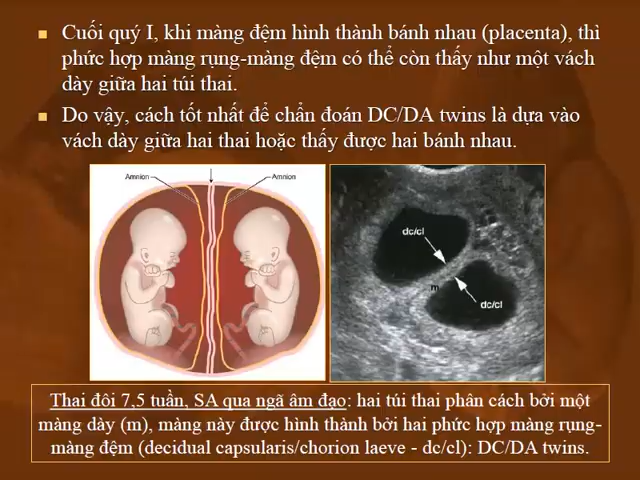 Cuối quý I, khi màng đệm hình thành bánh nhau (placenta), thì
phức hợp màng rụng-màng đệm có thể còn thấy như một vách
dày giữa hai túi thai.
Do vậy, cách tốt nhất để chẩn đoán DC/DA twins là dựa vào
vách dày giữa hai thai hoặc thấy được hai bánh nhau.
Amnion
Amnion
dc/cl
m
dc/cl
Thai đôi 7,5 tuần, SA qua ngã âm đạo: hai túi thai phân cách bởi một
màng dày (m), màng này được hình thành bởi hai phức hợp màng rụng-
màng đệm (decidual capsularis/chorion laeve - dc/cl): DC/DA twins.